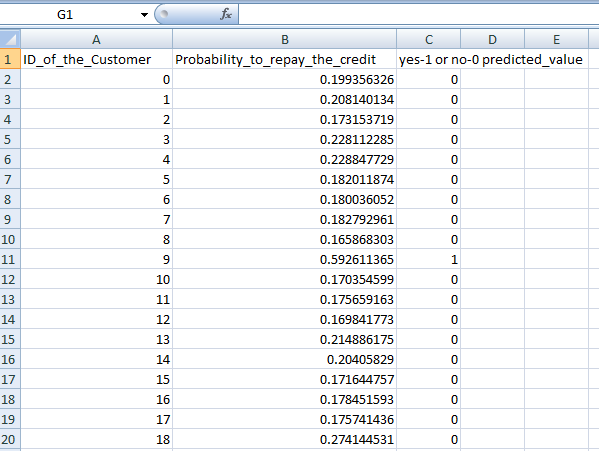 G1 fx
A B C D E
1 ID_of_the_Customer Probability_to_repay_the_credit yes-1 or no-0 predicted_value
2 0 0.199356326 0
3 1 0.208140134 0
4 2 0.173153719 0
5 3 0.228112285 0
6 4 0.228847729 0
7 5 0.182011874 0
8 6 0.180036052 0
9 7 0.182792961 0
10 8 0.165868303 0
11 9 0.592611365 1
12 10 0.170354599 0
13 11 0.175659163 0
14 12 0.169841773 0
15 13 0.214886175 0
16 14 0.20405829 0
17 15 0.171644757 0
18 16 0.178451593 0
19 17 0.175741436 0
20 18 0.274144531 0